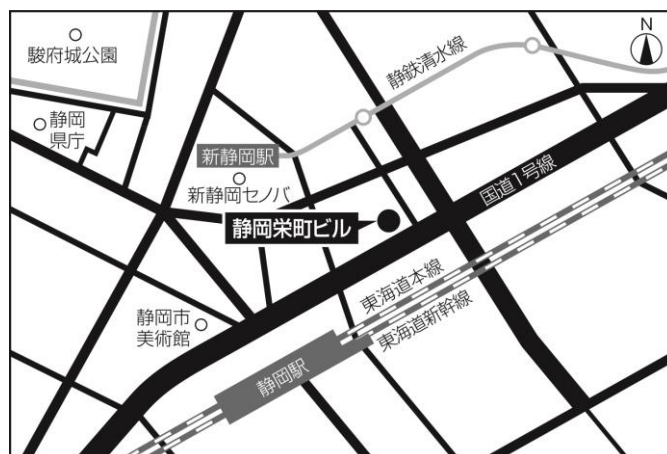 駿府城公園
N
静鉄清水線
静岡
県庁
新静岡駅
新静岡セノバ
国道1号線
静岡栄町ビル
東海道本線
静岡市
美術館
東海道新幹線
静岡駅